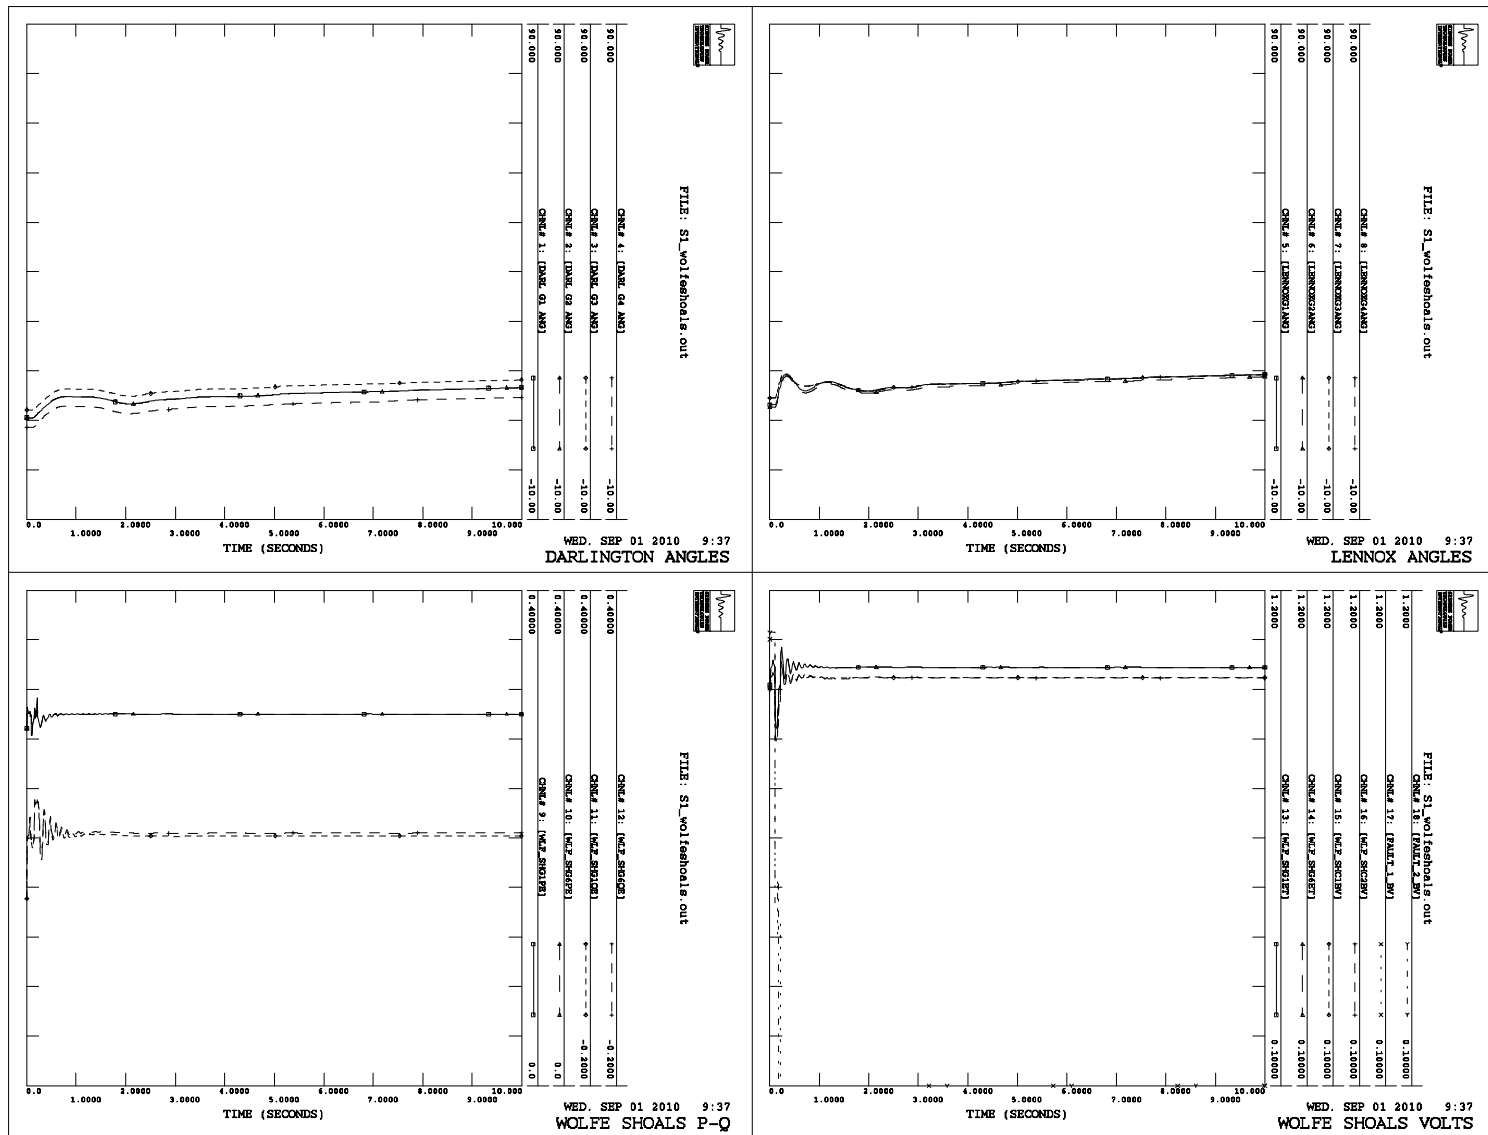 90.000
90.000
90.000
90.000
FILE: S1_wolfeshoals.out
CHNL# 4: [DARL G4 ANG]
CHNL# 3: [DARL G3 ANG]
CHNL# 2: [DARL G2 ANG]
CHNL# 1: [DARL G1 ANG]
-10.00
-10.00
-10.00
-10.00
0.0
1.0000
2.0000
3.0000
4.0000
5.0000
6.0000
7.0000
8.0000
9.0000
10.000
TIME (SECONDS)
WED, SEP 01 2010 9:37
DARLINGTON ANGLES
90.000
90.000
90.000
90.000
FILE: S1_wolfeshoals.out
CHNL# 8: [LENNOXG4ANG]
CHNL# 7: [LENNOXG3ANG]
CHNL# 6: [LENNOXG2ANG]
CHNL# 5: [LENNOXG1ANG]
-10.00
-10.00
-10.00
-10.00
0.0
1.0000
2.0000
3.0000
4.0000
5.0000
6.0000
7.0000
8.0000
9.0000
10.000
TIME (SECONDS)
WED, SEP 01 2010 9:37
LENNOX ANGLES
0.40000
0.40000
0.40000
0.40000
FILE: S1_wolfeshoals.out
CHNL# 12: [WLF_SHG6QE]
CHNL# 11: [WLF_SHG1QE]
CHNL# 10: [WLF_SHG6PE]
CHNL# 9: [WLF_SHG1PE]
-0.2000
-0.2000
0.0
0.0
0.0
1.0000
2.0000
3.0000
4.0000
5.0000
6.0000
7.0000
8.0000
9.0000
10.000
TIME (SECONDS)
WED, SEP 01 2010 9:37
WOLFE SHOALS P-Q
1.2000
1.2000
1.2000
1.2000
1.2000
1.2000
FILE: S1_wolfeshoals.out
CHNL# 18: [FAULT_2_BV]
CHNL# 17: [FAULT_1_BV]
CHNL# 16: [WLF_SHC2BV]
CHNL# 15: [WLF_SHC1BV]
CHNL# 14: [WLF_SHG6ET]
CHNL# 13: [WLF_SHG1ET]
0.10000
0.10000
0.10000
0.10000
0.10000
0.10000
0.0
1.0000
2.0000
3.0000
4.0000
5.0000
6.0000
7.0000
8.0000
9.0000
10.000
TIME (SECONDS)
WED, SEP 01 2010 9:37
WOLFE SHOALS VOLTS